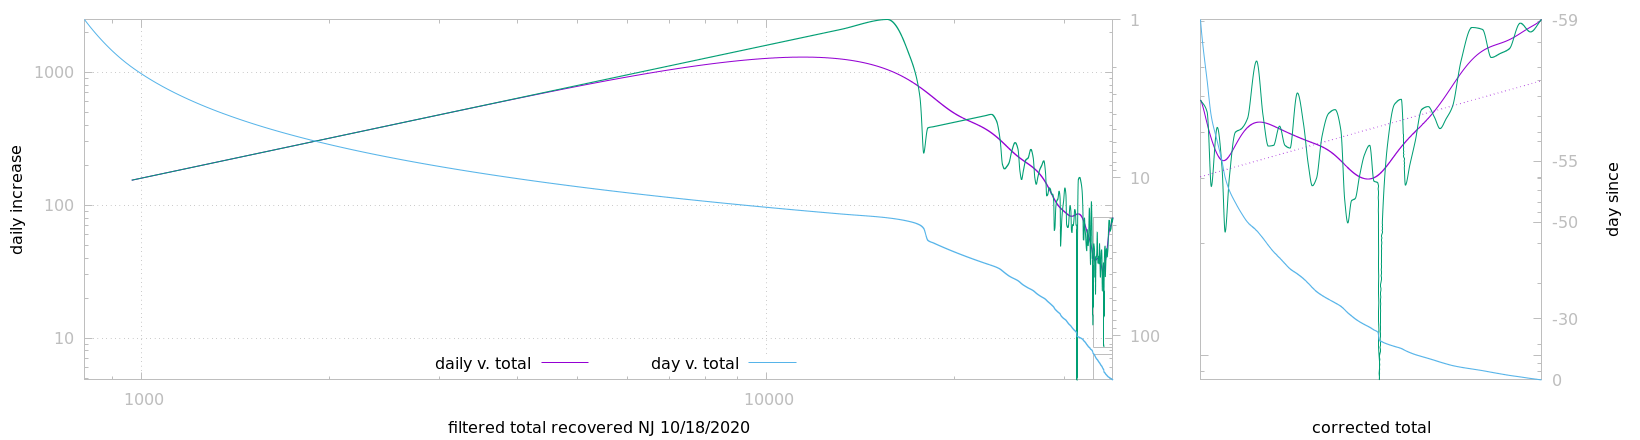 daily increase
1000
100
10
1000
10000
1
10
100
daily v. total
day v. total
filtered total recovered NJ 10/18/2020
-59
-55
-50
-30
0
day since
corrected total